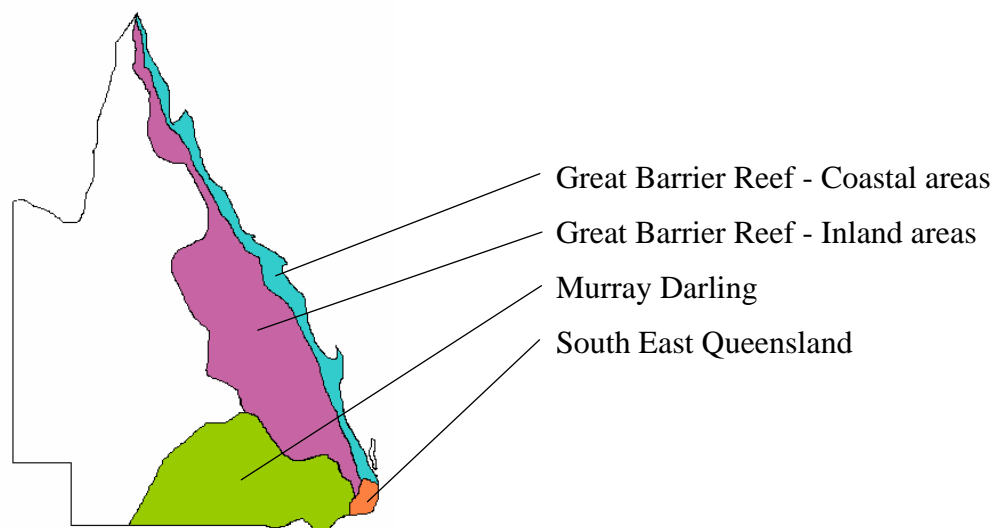 Great Barrier Reef - Coastal areas
Great Barrier Reef - Inland areas
Murray Darling
South East Queensland